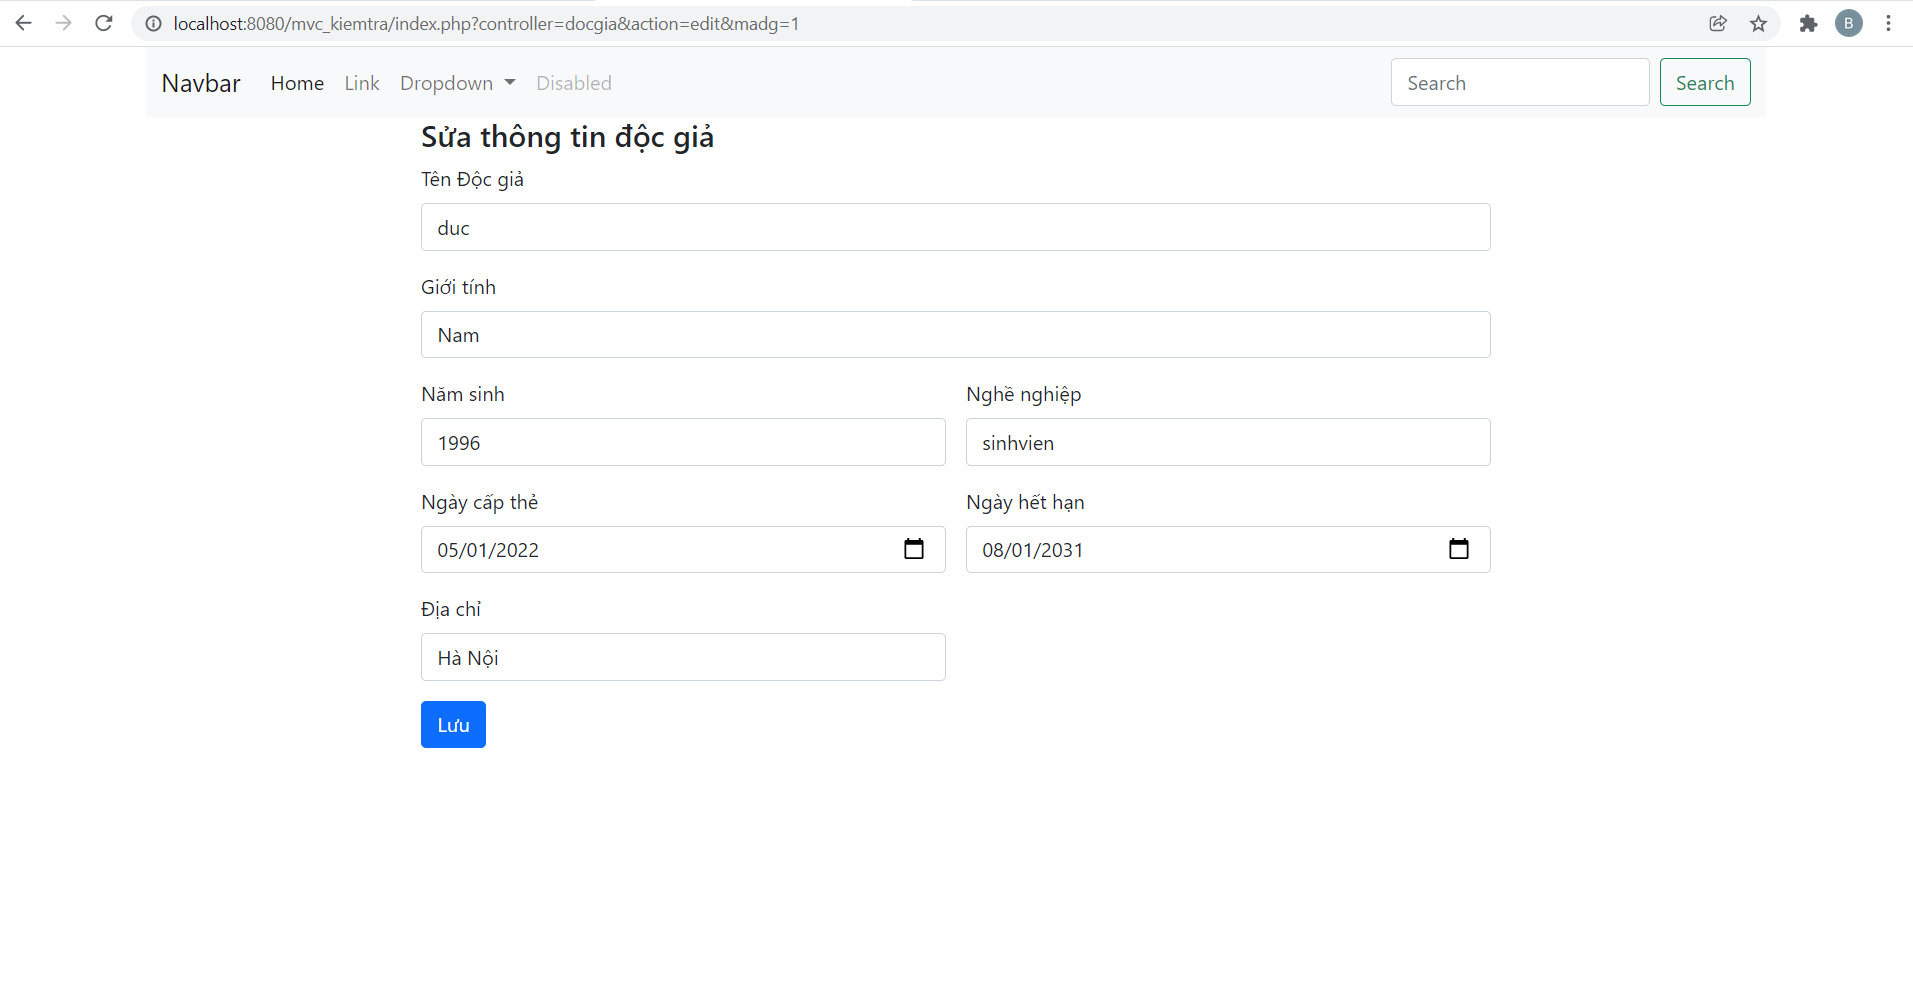 localhost:8080/mvc_kiemtra/index.php?controller=docgia&action=edit&madg=1
B
Navbar Home Link Dropdown Disabled Search Search
Sửa thông tin độc giả
Tên Độc giả
duc
Giới tính
Nam
Năm sinh Nghề nghiệp
1996 sinhvien
Ngày cấp thẻ Ngày hết hạn
05/01/2022 08/01/2031
Địa chỉ
Hà Nội
Lưu